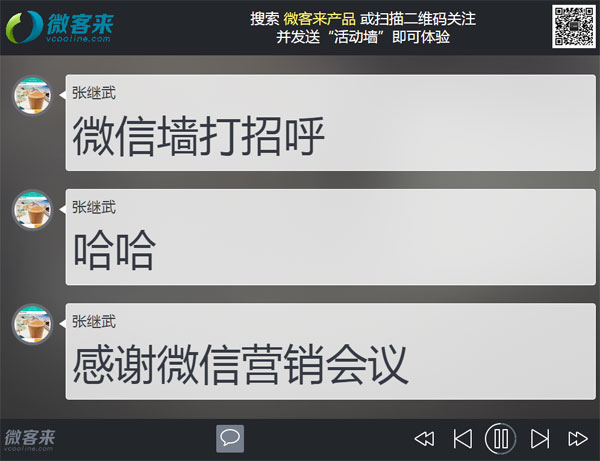 微客来
vcooline.com
搜索 微客来产品 或扫描二维码关注
并发送“活动墙”即可体验
张继武
微信墙打招呼
张继武
哈哈
张继武
感谢微信营销会议
微客来
vcooline.com